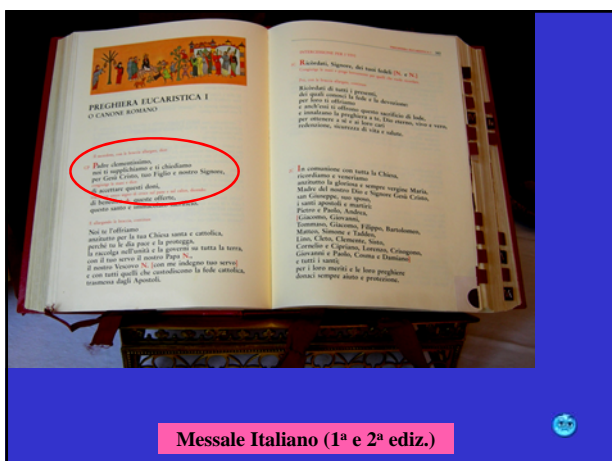 PREGHIERA EUCARISTICA I
O CANONE ROMANO
Padre clementissimo,
noi ti supplichiamo e ti chiediamo
per Gesù Cristo, tuo Figlio e nostro Signore,
di accettare questi doni,
di benedire queste offerte,
questo santo e immacolato sacrificio.
Noi te l'offriamo
anzitutto per la tua Chiesa santa e cattolica,
perché tu le dia pace e la protegga,
la raccolga nell'unità e la governi su tutta la terra,
con il tuo servo il nostro Papa N.,
il nostro Vescovo N. [con me indegno tuo servo]
e con tutti quelli che custodiscono la fede cattolica,
trasmessa dagli Apostoli.
Ricordati, Signore, dei tuoi fedeli [N. e N.]
Ricordati di tutti i presenti,
dei quali conosci la fede e la devozione:
per loro ti offriamo
e anch'essi ti offrono questo sacrificio di lode,
e innalzano la preghiera a te, Dio eterno, vivo e vero,
per ottenere a sé e ai loro cari
redenzione, sicurezza di vita e salute.
In comunione con tutta la Chiesa,
ricordiamo e veneriamo
anzitutto la gloriosa e sempre vergine Maria,
Madre del nostro Dio e Signore Gesù Cristo,
san Giuseppe, suo sposo,
i santi apostoli e martiri:
Pietro e Paolo, Andrea,
[Giacomo, Giovanni,
Tommaso, Giacomo, Filippo, Bartolomeo,
Matteo, Simone e Taddeo,
Lino, Cleto, Clemente, Sisto,
Cornelio e Cipriano, Lorenzo, Crisogono,
Giovanni e Paolo, Cosma e Damiano]
e tutti i santi;
per i loro meriti e le loro preghiere
donaci sempre aiuto e protezione.
Messale Italiano (1ª e 2ª ediz.)